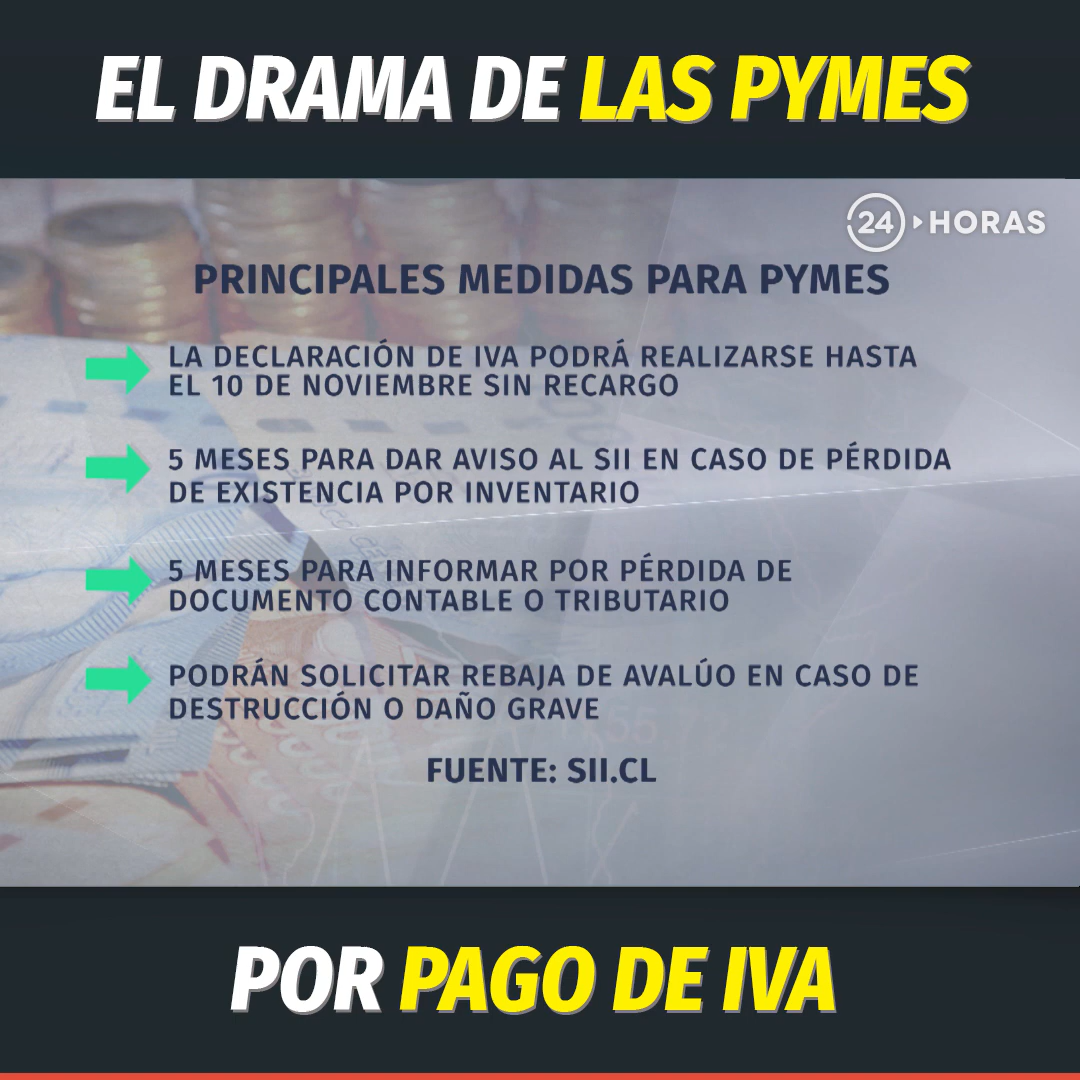 EL DRAMA DE LAS PYMES
24 HORAS
PRINCIPALES MEDIDAS PARA PYMES
LA DECLARACIÓN DE IVA PODRÁ REALIZARSE HASTA
EL 10 DE NOVIEMBRE SIN RECARGO
5 MESES PARA DAR AVISO AL SII EN CASO DE PÉRDIDA
DE EXISTENCIA POR INVENTARIO
5 MESES PARA INFORMAR POR PÉRDIDA DE
DOCUMENTO CONTABLE O TRIBUTARIO
PODRÁN SOLICITAR REBAJA DE AVALÚO EN CASO DE
DESTRUCCIÓN O DAÑO GRAVE
FUENTE: SII.CL
POR PAGO DE IVA